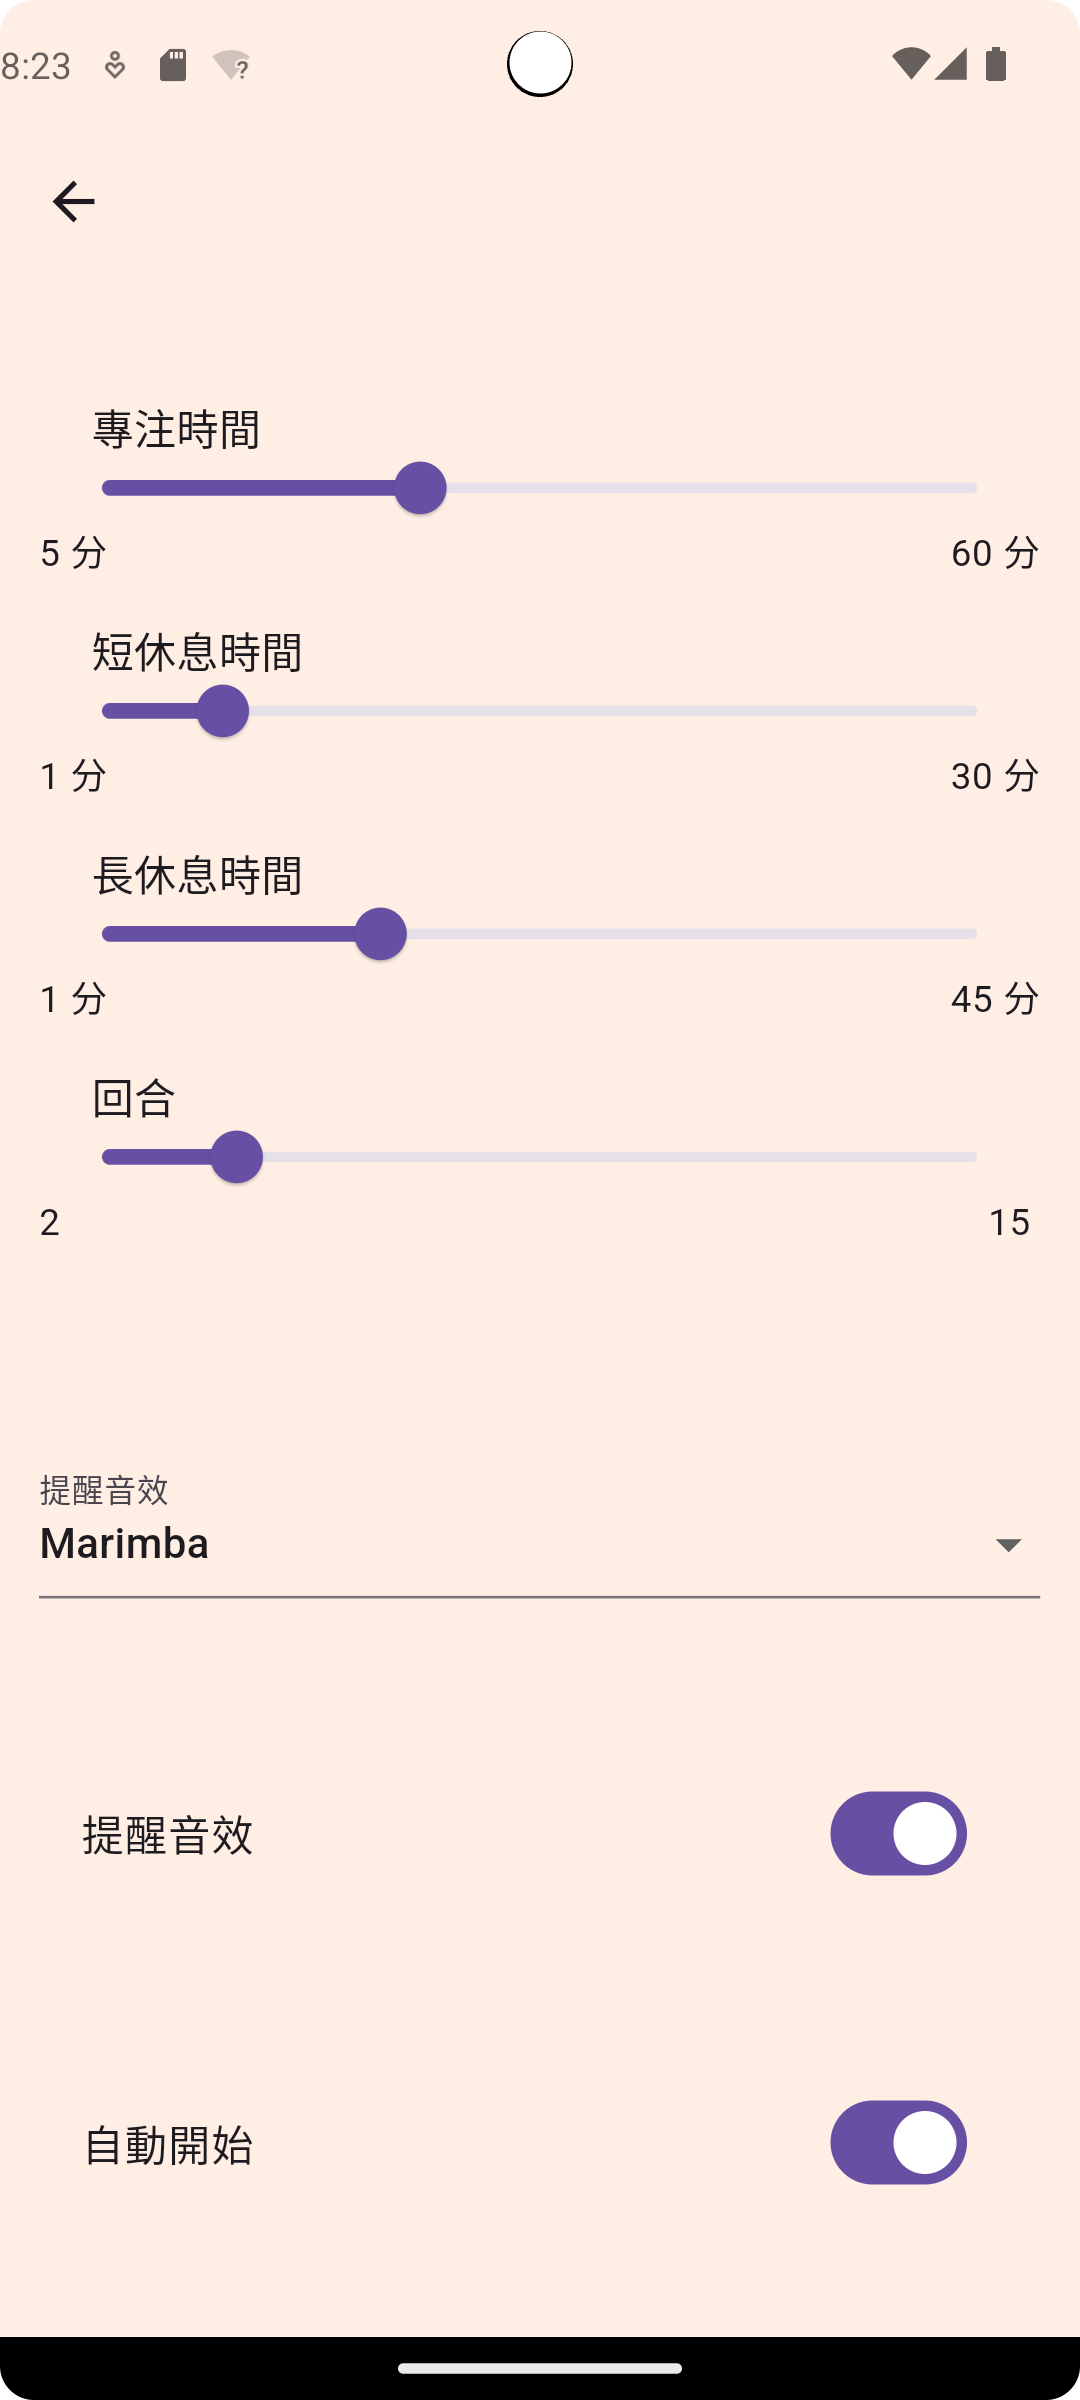 8:23
專注時間
5 分
60 分
短休息時間
1 分
30 分
長休息時間
1 分
45 分
回合
2
15
提醒音效
Marimba
提醒音效
自動開始